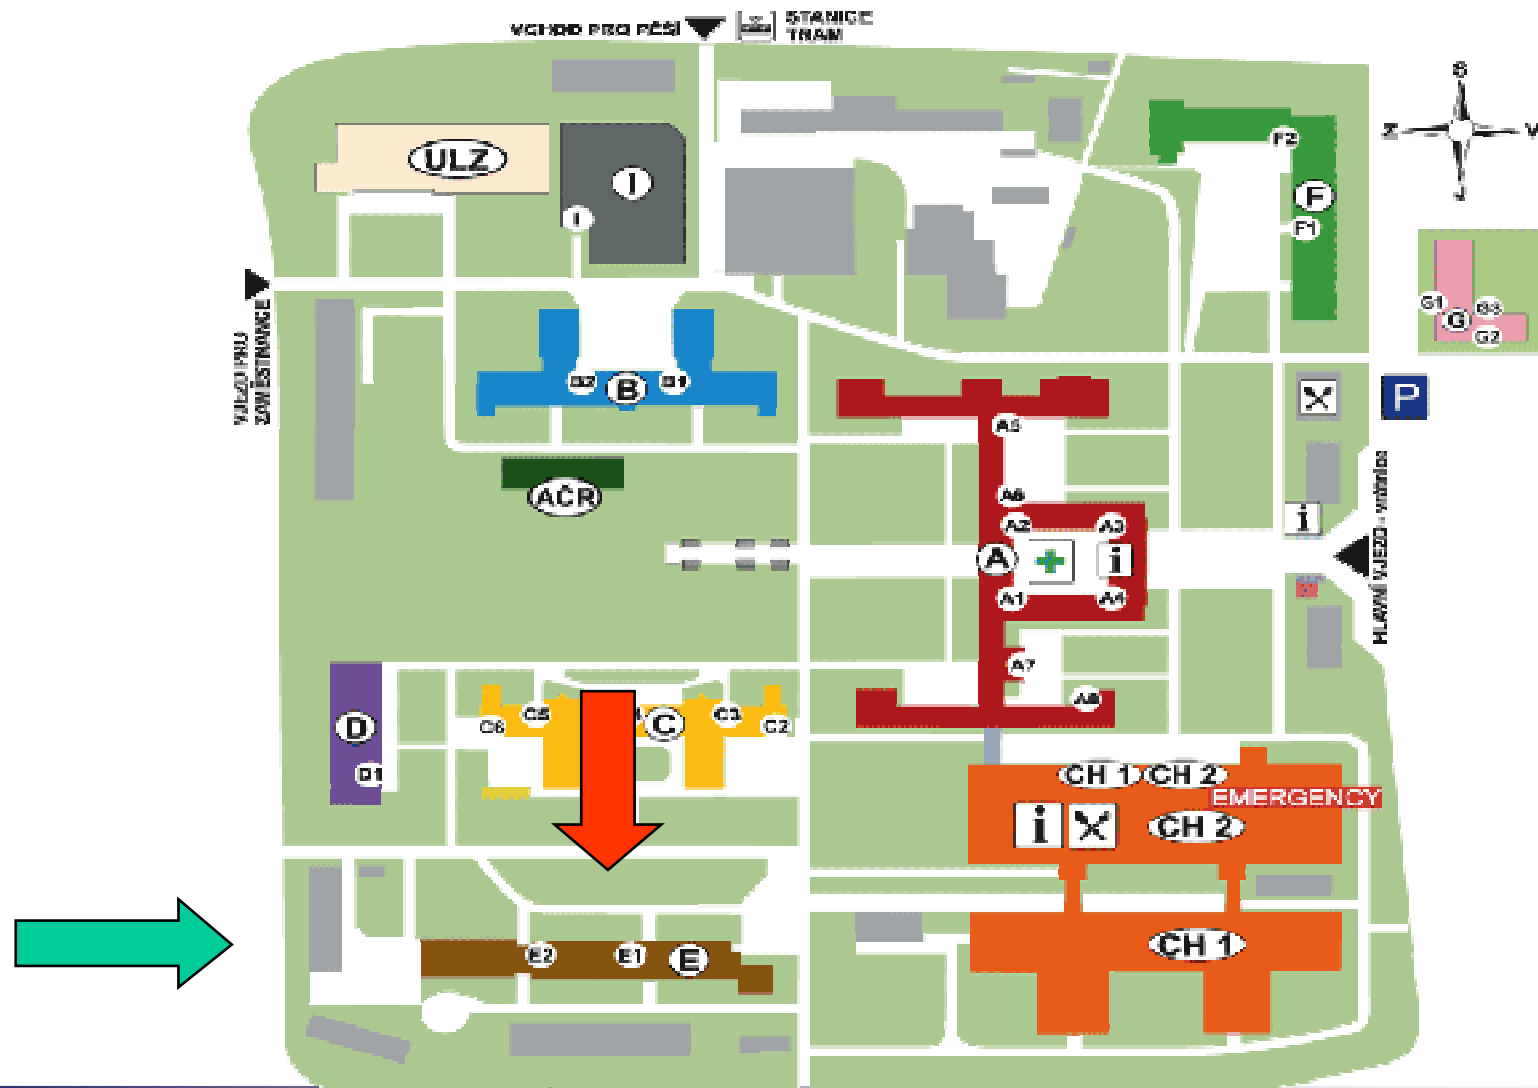 VCHOD PRO PĚŠÍ
STANICE
TRAM
S
Z
V
J
ULZ
I
I
F2
F
F1
G1
G
G3
G2
VJEZD PRO
ZAMĚSTNANCE
B2
B
B1
P
A5
AČR
A6
A2
A3
i
A
i
A1
A4
HLAVNÍ VJEZD - vrátnice
A7
A8
D
D1
C6
C5
C
C3
C2
CH 1
CH 2
EMERGENCY
i
CH 2
E2
E1
E
CH 1